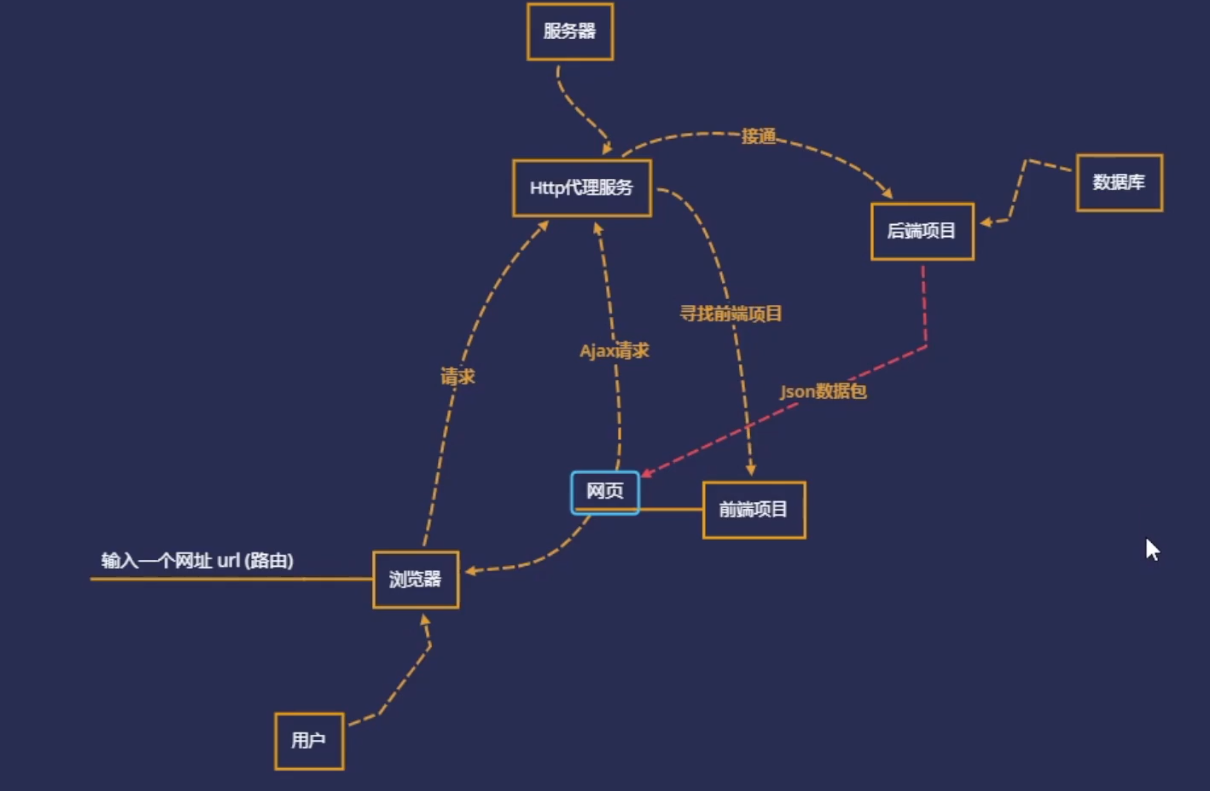 服务器
接通
Http代理服务
数据库
后端项目
寻找前端项目
Ajax请求
请求
Json数据包
网页
前端项目
输入一个网址 url (路由)
浏览器
用户